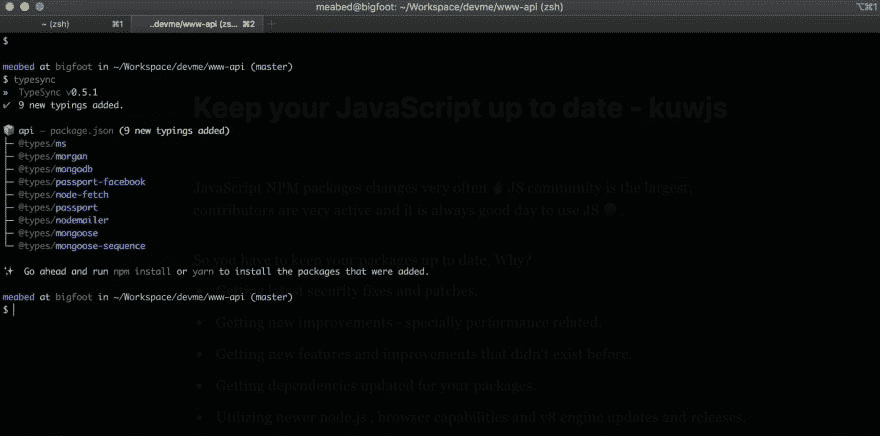 meabed@bigfoot: ~/Workspace/devme/www-api (zsh)
⌥⌘1
~ (zsh) ⌘1
..devme/www-api (zs... ⌘2
$
meabed at bigfoot in ~/Workspace/devme/www-api (master)
$ typesync
» TypeSync v0.5.1
✔ 9 new typings added.
📦 api — package.json (9 new typings added)
├─ @types/ms
├─ @types/morgan
├─ @types/mongodb
├─ @types/passport-facebook
├─ @types/node-fetch
├─ @types/passport
├─ @types/nodemailer
├─ @types/mongoose
└─ @types/mongoose-sequence
✨ Go ahead and run npm install or yarn to install the packages that were added.
meabed at bigfoot in ~/Workspace/devme/www-api (master)
$
Keep your JavaScript up to date - kuwjs
JavaScript NPM packages changes very often JS community is the largest,
contributors are very active and it is always good day to use JS .
So you have to keep your packages up to date, Why?
• Getting latest security fixes and patches.
• Getting new improvements - specially performance related.
• Getting new features and improvements that didn't exist before.
• Getting dependencies updated for your packages.
• Utilizing newer node.js , browser capabilities and v8 engine updates and releases.